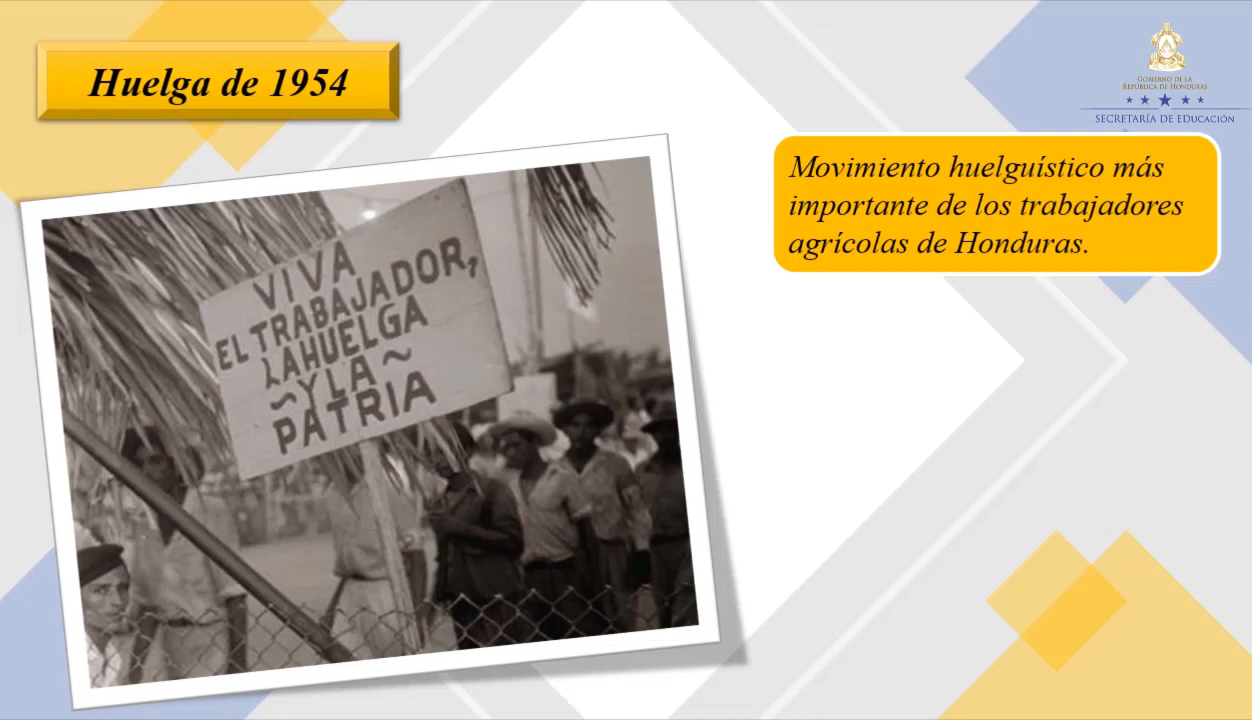 Huelga de 1954
GOBIERNO DE LA
REPÚBLICA DE HONDURAS
SECRETARÍA DE EDUCACIÓN
Movimiento huelguístico más
importante de los trabajadores
agrícolas de Honduras.
VIVA
EL TRABAJADOR,
LA HUELGA
~ Y LA ~
PATRIA